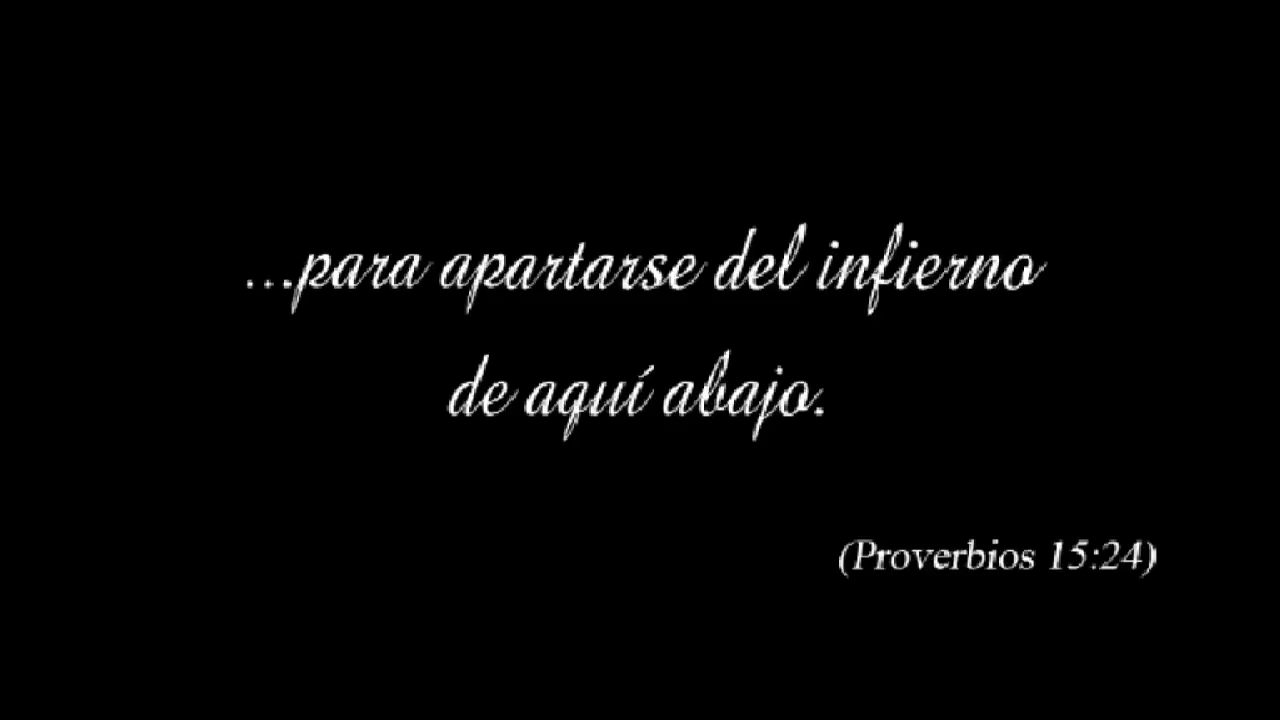 ...para apartarse del infierno
de aquí abajo.
(Proverbios 15:24)